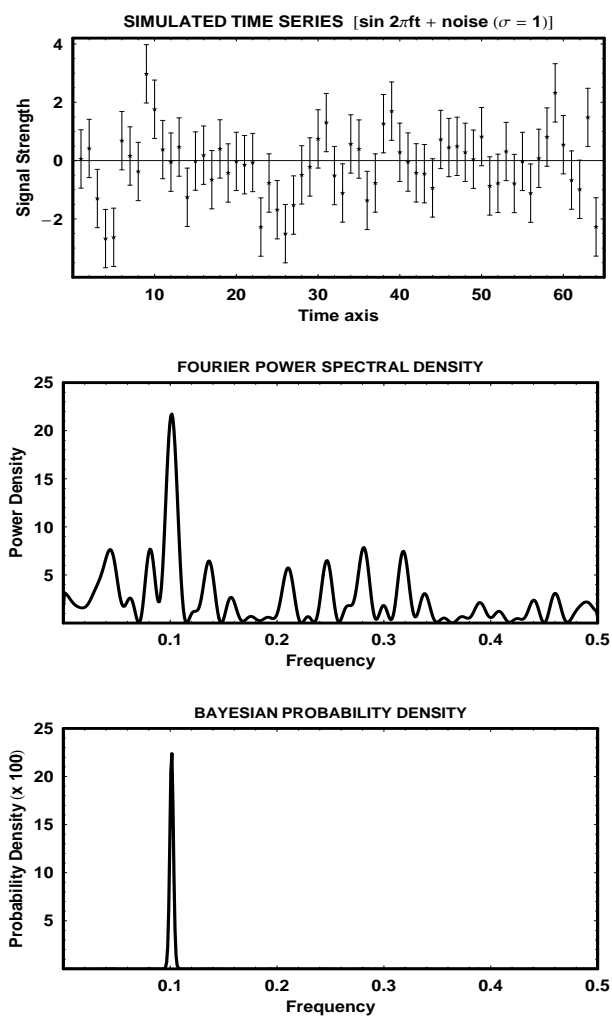 SIMULATED TIME SERIES [sin 2πft + noise (σ = 1)]
Signal Strength
4
2
0
−2
10 20 30 40 50 60
Time axis
FOURIER POWER SPECTRAL DENSITY
Power Density
25
20
15
10
5
0.1 0.2 0.3 0.4 0.5
Frequency
BAYESIAN PROBABILITY DENSITY
Probability Density (x 100)
25
20
15
10
5
0.1 0.2 0.3 0.4 0.5
Frequency